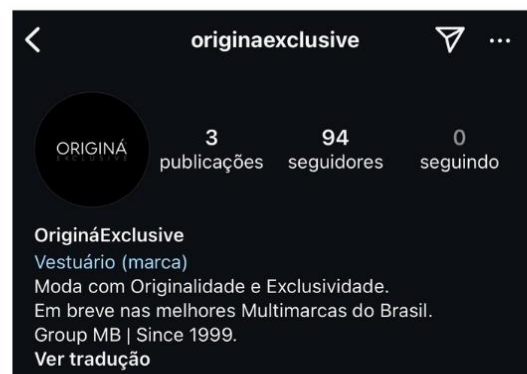 originaexclusive
ORIGINÁ
EXCLUSIVE
3 94 0
publicações seguidores seguindo
OrigináExclusive
Vestuário (marca)
Moda com Originalidade e Exclusividade.
Em breve nas melhores Multimarcas do Brasil.
Group MB | Since 1999.
Ver tradução